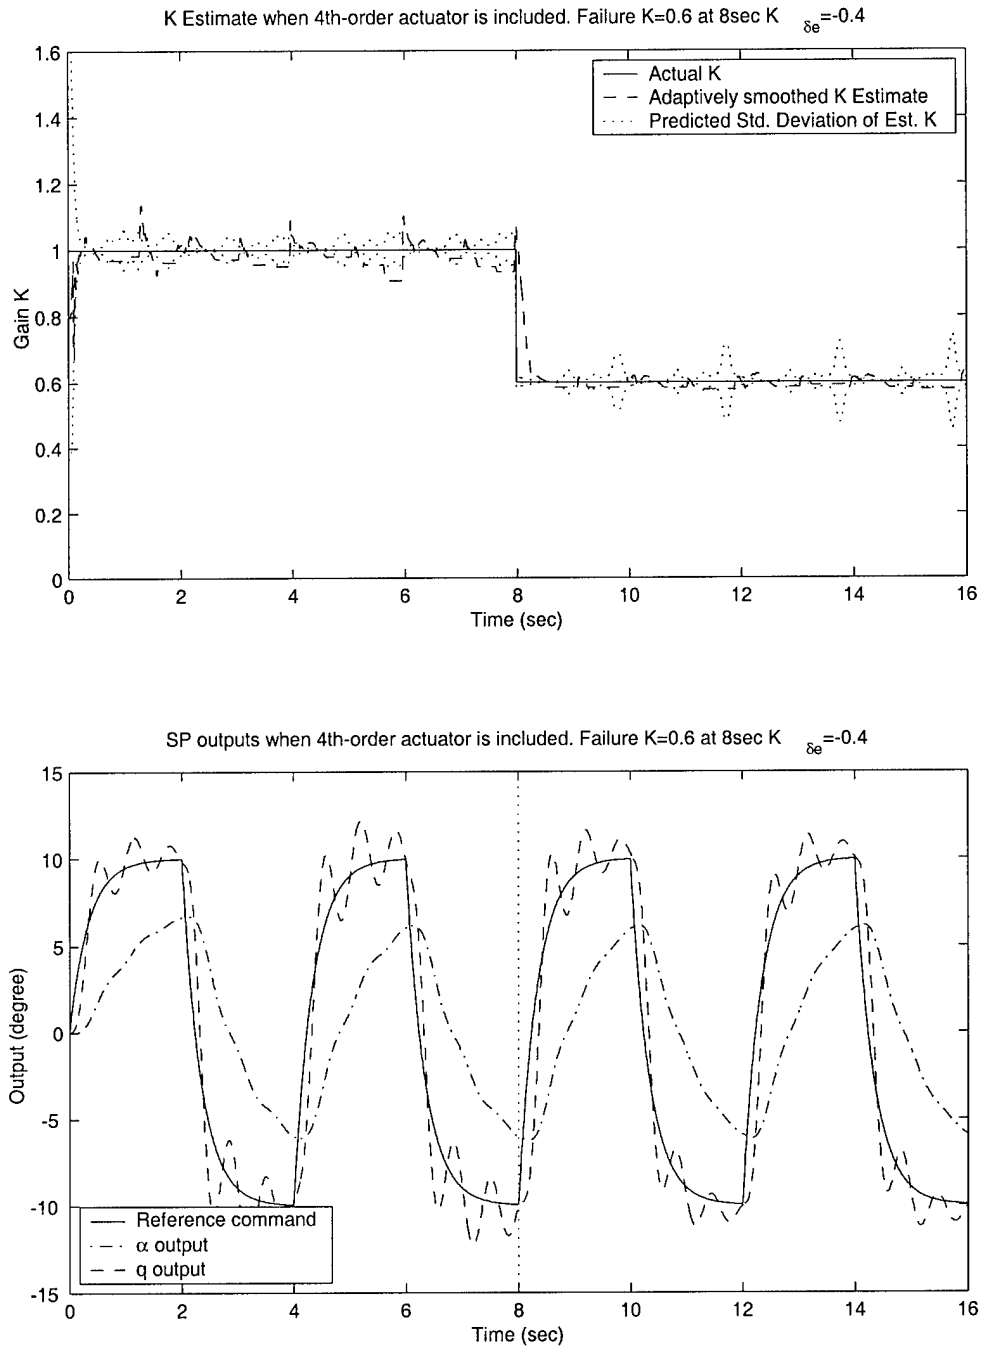 K Estimate when 4th-order actuator is included. Failure K=0.6 at 8sec K δe=-0.4
1.6
1.4
1.2
1
0.8
0.6
0.4
0.2
0
Gain K
Actual K
Adaptively smoothed K Estimate
Predicted Std. Deviation of Est. K
0 2 4 6 8 10 12 14 16
Time (sec)
SP outputs when 4th-order actuator is included. Failure K=0.6 at 8sec K δe=-0.4
15
10
5
0
-5
-10
-15
Output (degree)
Reference command
α output
q output
0 2 4 6 8 10 12 14 16
Time (sec)